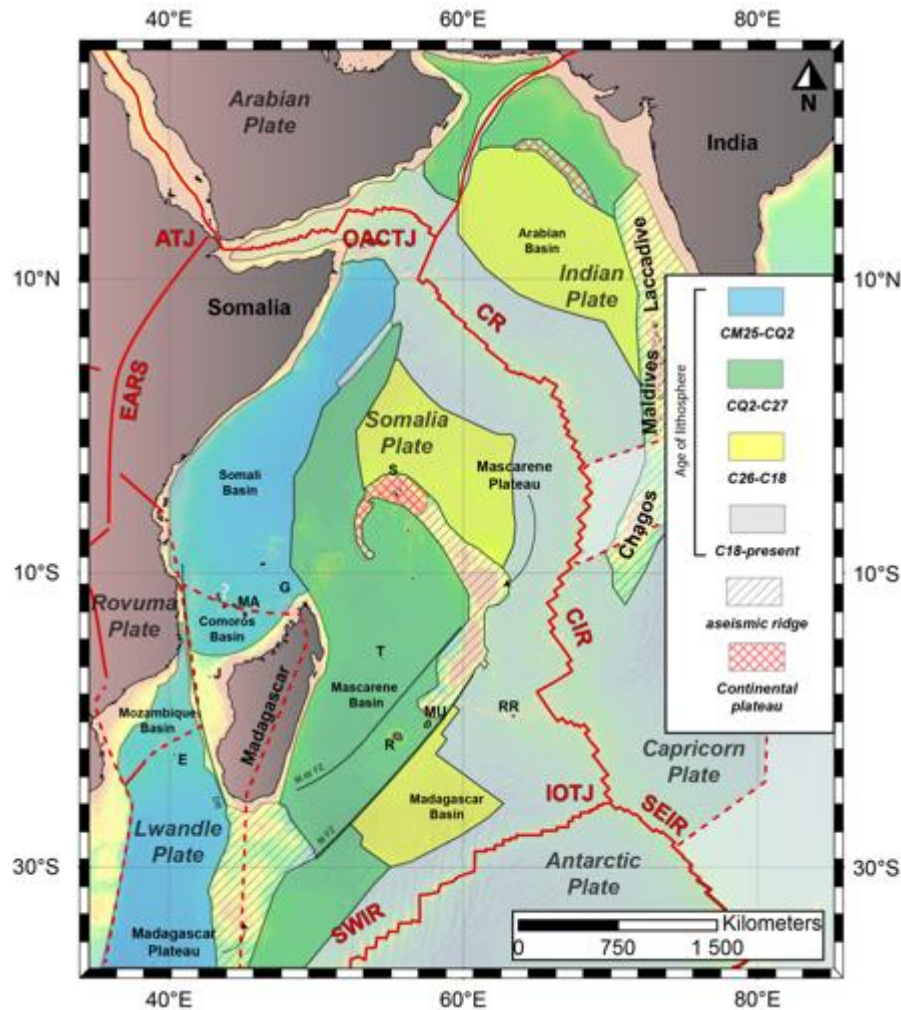 40°E
60°E
80°E
Arabian
Plate
N
India
ATJ
OACTJ
Arabian
Basin
Indian
Plate
Laccadive
10°N
10°N
Somalia
CR
EARS
Maldives
Age of lithosphere
CM25-CQ2
CQ2-C27
C26-C18
C18-present
aseismic ridge
Continental
plateau
Somalia
Plate
S
Mascarene
Plateau
Somali
Basin
Chagos
10°S
10°S
Rovuma
Plate
G
MA
Comoros
Basin
J
Madagascar
CIR
T
Mascarene
Basin
Mozambique
Basin
E
MU
R
RR
W-W FZ
M FZ
DR
Capricorn
Plate
IOTJ
SEIR
Madagascar
Basin
Lwandle
Plate
Antarctic
Plate
30°S
30°S
SWIR
Madagascar
Plateau
Kilometers
0
750
1 500
40°E
60°E
80°E